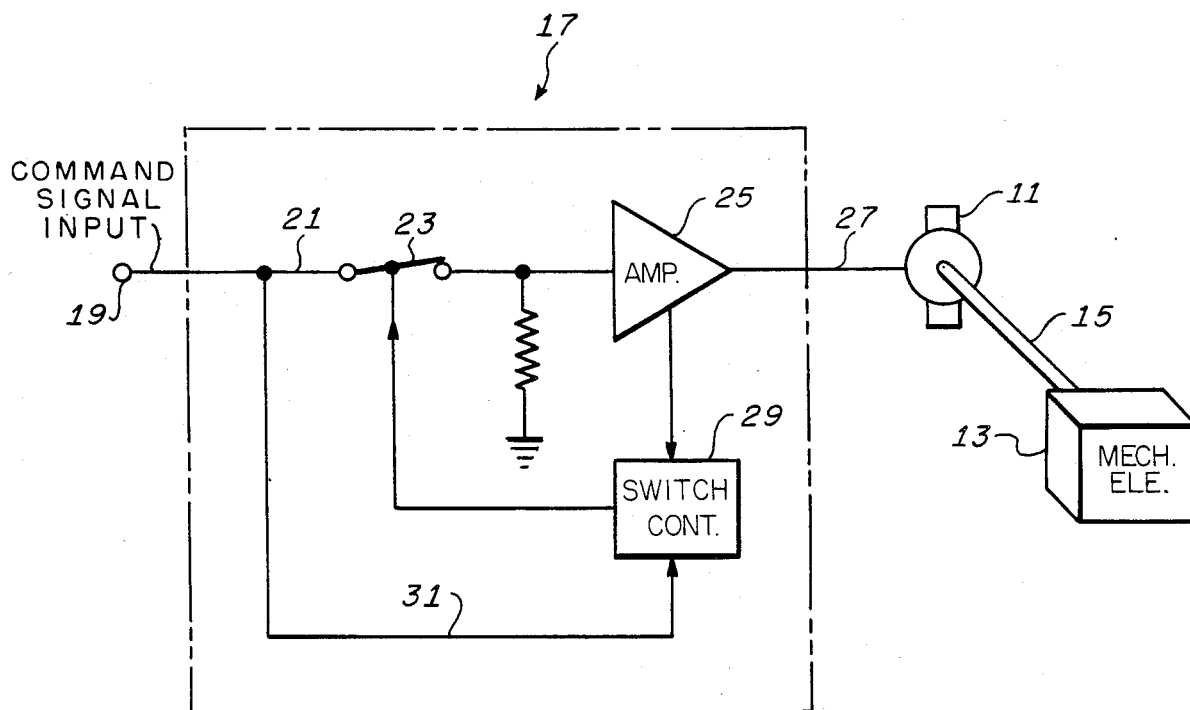 17
COMMAND
SIGNAL
INPUT
21
23
25
27
11
AMP.
19
15
29
13
MECH.
ELE.
SWITCH
CONT.
31